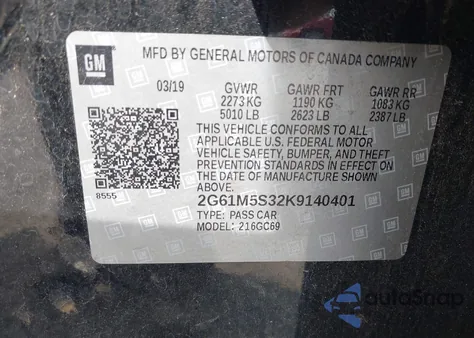 GM
MFD BY GENERAL MOTORS OF CANADA COMPANY
03/19 GVWR GAWR FRT GAWR RR
2273 KG 1190 KG 1083 KG
5010 LB 2623 LB 2387 LB
THIS VEHICLE CONFORMS TO ALL
APPLICABLE U.S. FEDERAL MOTOR
VEHICLE SAFETY, BUMPER, AND THEFT
PREVENTION STANDARDS IN EFFECT ON
THE DATE OF MANUFACTURE SHOWN
ABOVE.
8555
2G61M5S32K9140401
TYPE: PASS CAR
MODEL: 216GC69
autoSnap